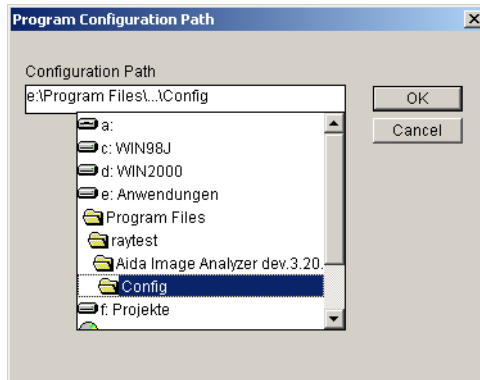 Program Configuration Path
Configuration Path
e:\Program Files\...\Config
OK
Cancel
a:
c: WIN98J
d: WIN2000
e: Anwendungen
Program Files
raytest
Aida Image Analyzer dev.3.20.
Config
f: Projekte